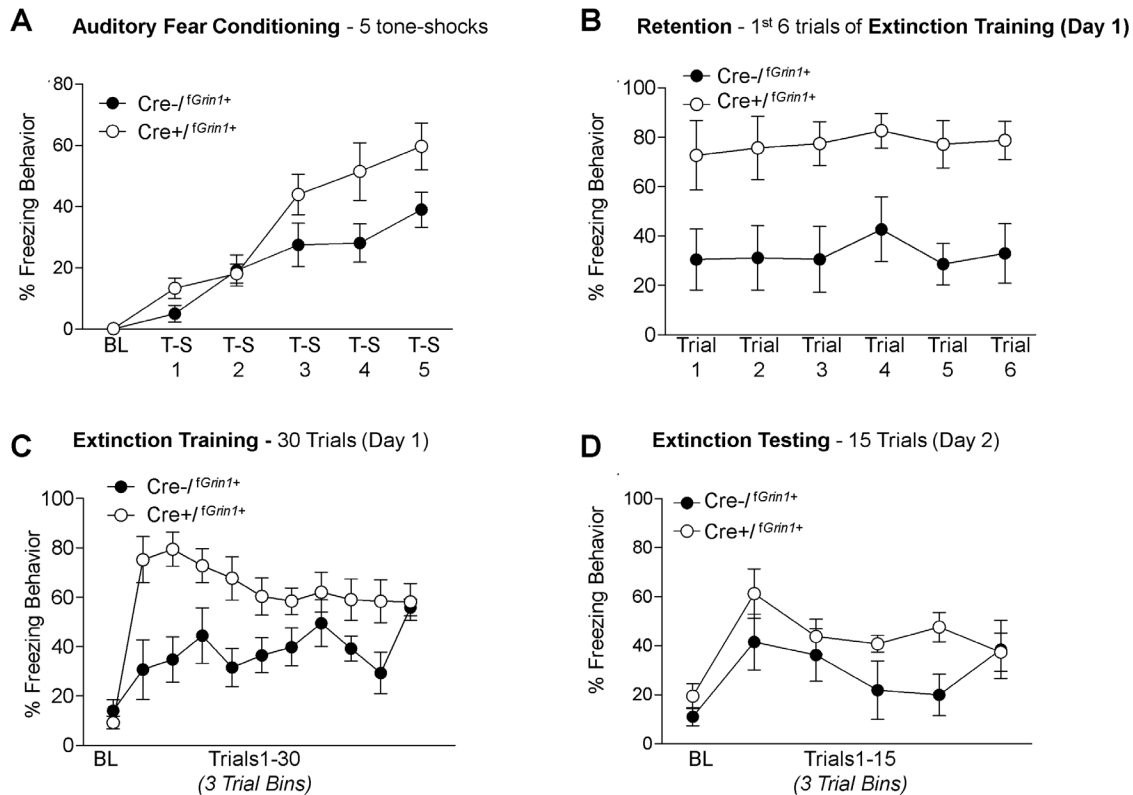 A Auditory Fear Conditioning - 5 tone-shocks
80
60
40
20
0
% Freezing Behavior
Cre-/fGrin1+
Cre+/fGrin1+
BL T-S 1 T-S 2 T-S 3 T-S 4 T-S 5
B Retention - 1st 6 trials of Extinction Training (Day 1)
100
80
60
40
20
0
% Freezing Behavior
Cre-/fGrin1+
Cre+/fGrin1+
Trial 1 Trial 2 Trial 3 Trial 4 Trial 5 Trial 6
C Extinction Training - 30 Trials (Day 1)
100
80
60
40
20
0
% Freezing Behavior
Cre-/fGrin1+
Cre+/fGrin1+
BL Trials1-30
(3 Trial Bins)
D Extinction Testing - 15 Trials (Day 2)
100
80
60
40
20
0
% Freezing Behavior
Cre-/fGrin1+
Cre+/fGrin1+
BL Trials1-15
(3 Trial Bins)